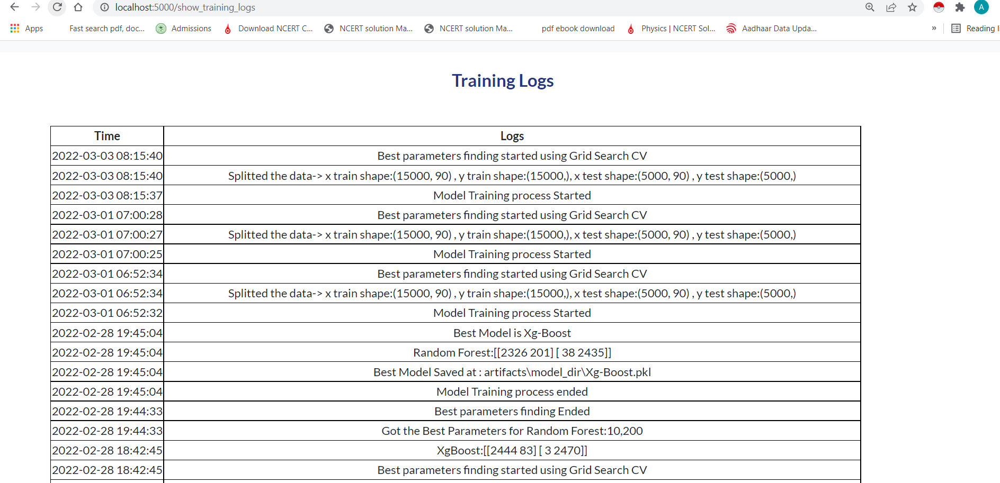 localhost:5000/show_training_logs
A
Apps Fast search pdf, doc... Admissions Download NCERT C... NCERT solution Ma... NCERT solution Ma... pdf ebook download Physics | NCERT Sol... Aadhaar Data Upda... » Reading li
Training Logs
Time Logs
2022-03-03 08:15:40 Best parameters finding started using Grid Search CV
2022-03-03 08:15:40 Splitted the data-> x train shape:(15000, 90) , y train shape:(15000,), x test shape:(5000, 90) , y test shape:(5000,)
2022-03-03 08:15:37 Model Training process Started
2022-03-01 07:00:28 Best parameters finding started using Grid Search CV
2022-03-01 07:00:27 Splitted the data-> x train shape:(15000, 90) , y train shape:(15000,), x test shape:(5000, 90) , y test shape:(5000,)
2022-03-01 07:00:25 Model Training process Started
2022-03-01 06:52:34 Best parameters finding started using Grid Search CV
2022-03-01 06:52:34 Splitted the data-> x train shape:(15000, 90) , y train shape:(15000,), x test shape:(5000, 90) , y test shape:(5000,)
2022-03-01 06:52:32 Model Training process Started
2022-02-28 19:45:04 Best Model is Xg-Boost
2022-02-28 19:45:04 Random Forest:[[2326 201] [ 38 2435]]
2022-02-28 19:45:04 Best Model Saved at : artifacts\model_dir\Xg-Boost.pkl
2022-02-28 19:45:04 Model Training process ended
2022-02-28 19:44:33 Best parameters finding Ended
2022-02-28 19:44:33 Got the Best Parameters for Random Forest:10,200
2022-02-28 18:42:45 XgBoost:[[2444 83] [ 3 2470]]
2022-02-28 18:42:45 Best parameters finding started using Grid Search CV